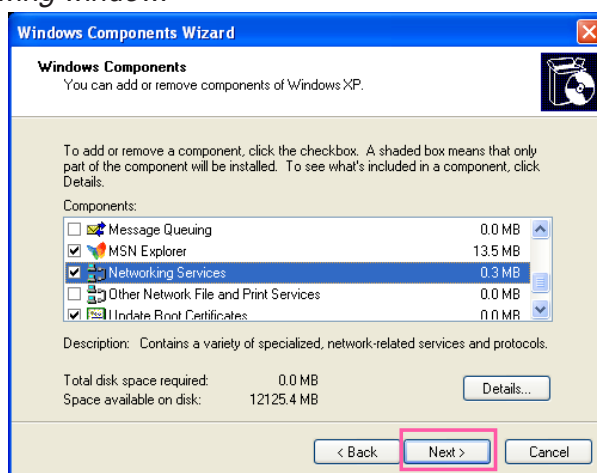 Windows Components Wizard
Windows Components
You can add or remove components of Windows XP.
To add or remove a component, click the checkbox. A shaded box means that only
part of the component will be installed. To see what's included in a component, click
Details.
Components:
Message Queuing 0.0 MB
MSN Explorer 13.5 MB
Networking Services 0.3 MB
Other Network File and Print Services 0.0 MB
Update Root Certificates 0.0 MB
Description: Contains a variety of specialized, network-related services and protocols.
Total disk space required: 0.0 MB
Space available on disk: 12125.4 MB
Details...
< Back Next > Cancel